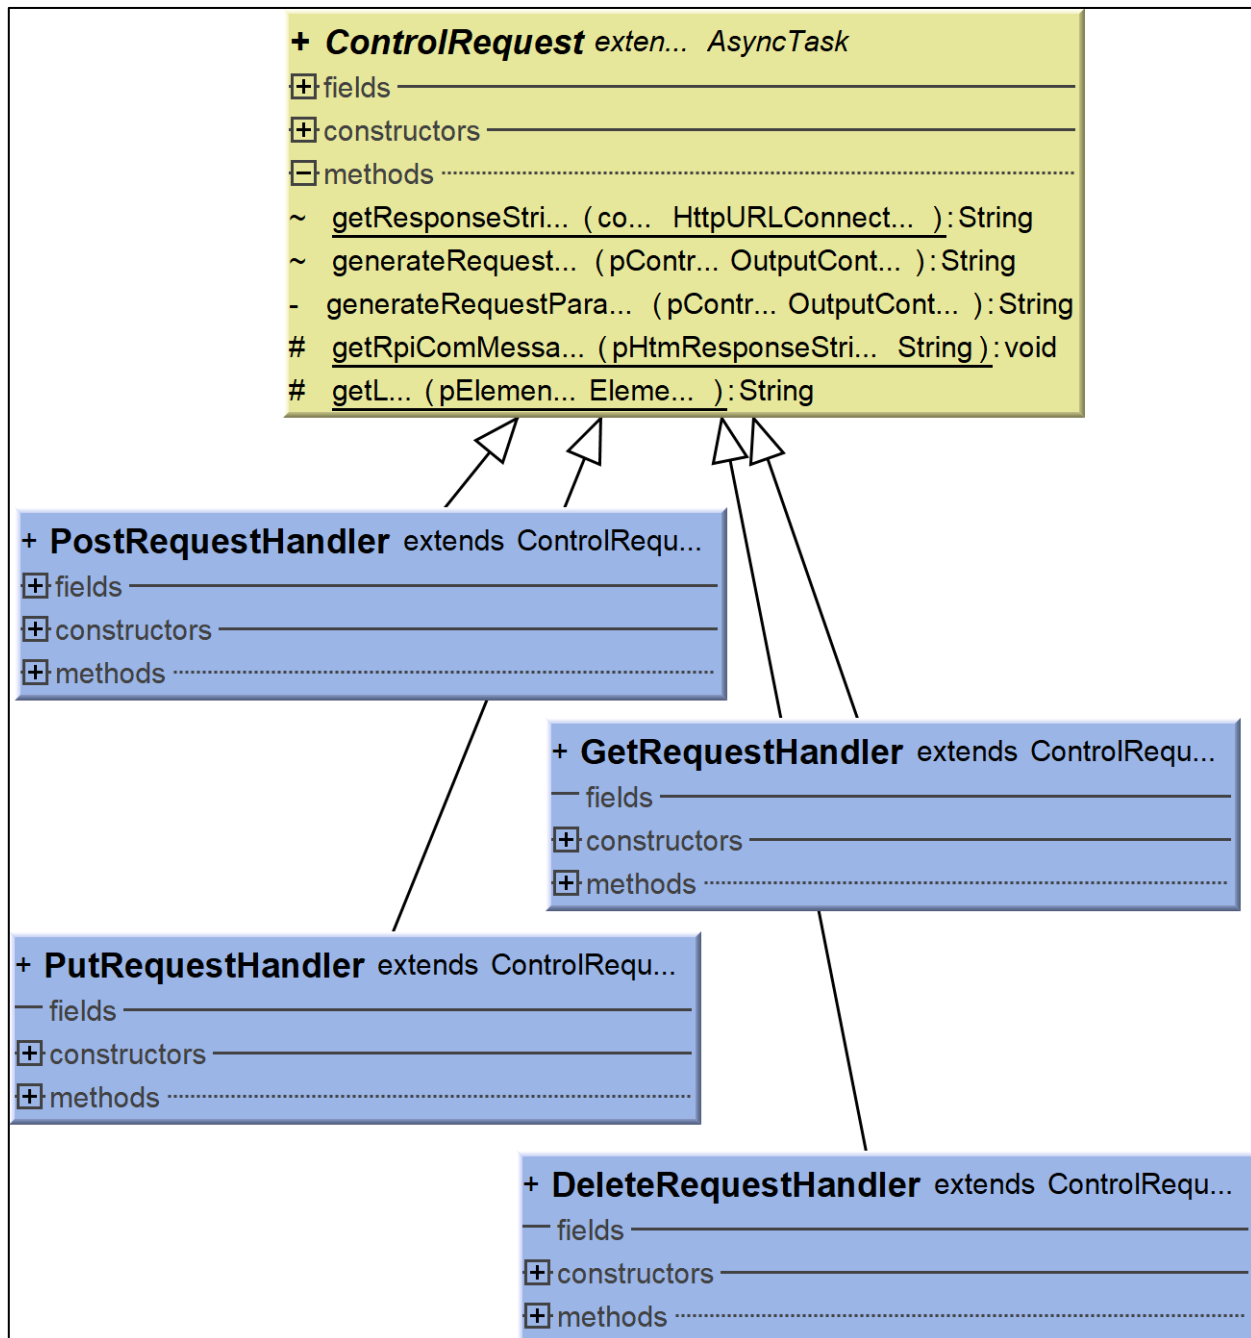 + ControlRequest exten... AsyncTask
+ fields
+ constructors
- methods
~ getResponseStri... (co... HttpURLConnect... ):String
~ generateRequest... (pContr... OutputCont... ):String
- generateRequestPara... (pContr... OutputCont... ):String
# getRpiComMessa... (pHtmResponseStri... String):void
# getL... (pElemen... Eleme... ):String
+ PostRequestHandler extends ControlRequ...
+ fields
+ constructors
+ methods
+ GetRequestHandler extends ControlRequ...
fields
+ constructors
+ methods
+ PutRequestHandler extends ControlRequ...
fields
+ constructors
+ methods
+ DeleteRequestHandler extends ControlRequ...
fields
+ constructors
+ methods